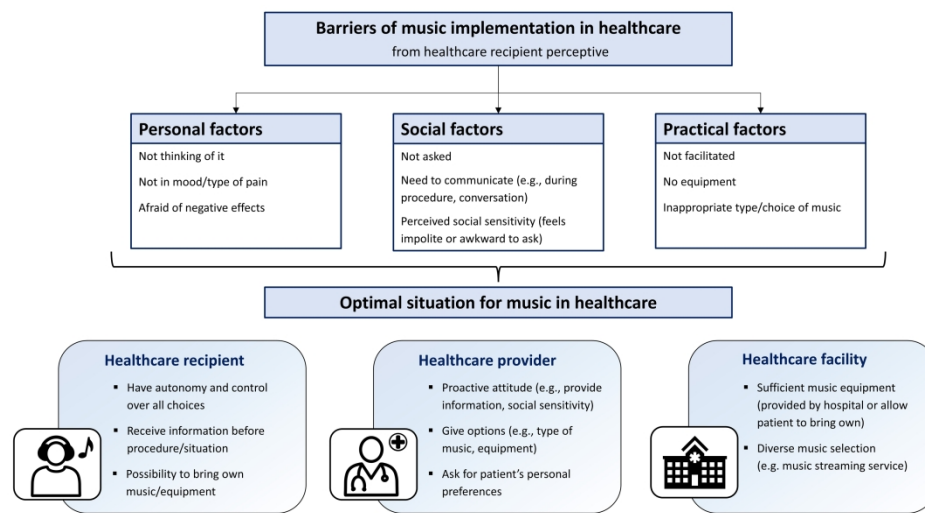 Barriers of music implementation in healthcare
from healthcare recipient perceptive
Personal factors
Not thinking of it
Not in mood/type of pain
Afraid of negative effects
Social factors
Not asked
Need to communicate (e.g., during
procedure, conversation)
Perceived social sensitivity (feels
impolite or awkward to ask)
Practical factors
Not facilitated
No equipment
Inappropriate type/choice of music
Optimal situation for music in healthcare
Healthcare recipient
▪ Have autonomy and control
over all choices
▪ Receive information before
procedure/situation
▪ Possibility to bring own
music/equipment
Healthcare provider
▪ Proactive attitude (e.g., provide
information, social sensitivity)
▪ Give options (e.g., type of
music, equipment)
▪ Ask for patient's personal
preferences
Healthcare facility
▪ Sufficient music equipment
(provided by hospital or allow
patient to bring own)
▪ Diverse music selection
(e.g. music streaming service)